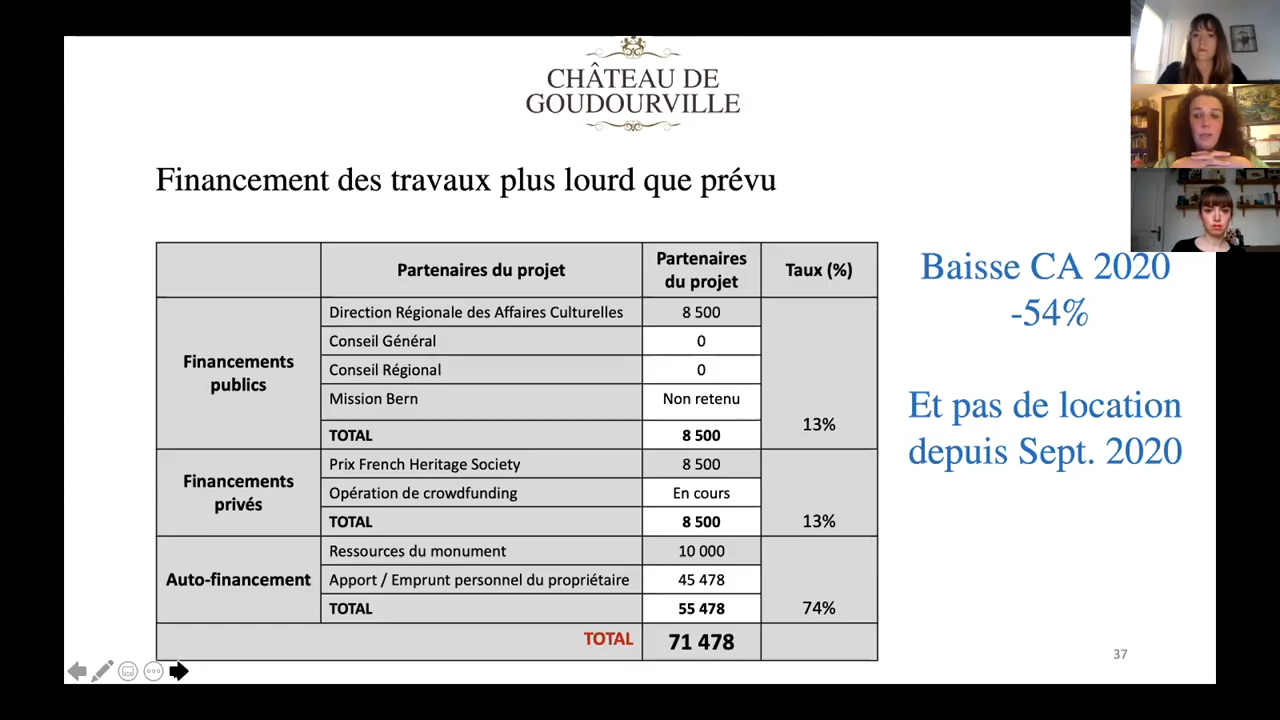 CHÂTEAU DE
GOUDOURVILLE
Financement des travaux plus lourd que prévu
Partenaires du projet
Partenaires
du projet
Taux (%)
Financements
publics
Direction Régionale des Affaires Culturelles 8 500
Conseil Général 0
Conseil Régional 0
Mission Bern Non retenu
TOTAL 8 500
13%
Financements
privés
Prix French Heritage Society 8 500
Opération de crowdfunding En cours
TOTAL 8 500
13%
Auto-financement
Ressources du monument 10 000
Apport / Emprunt personnel du propriétaire 45 478
TOTAL 55 478
74%
TOTAL 71 478
Baisse CA 2020
-54%
Et pas de location
depuis Sept. 2020
37